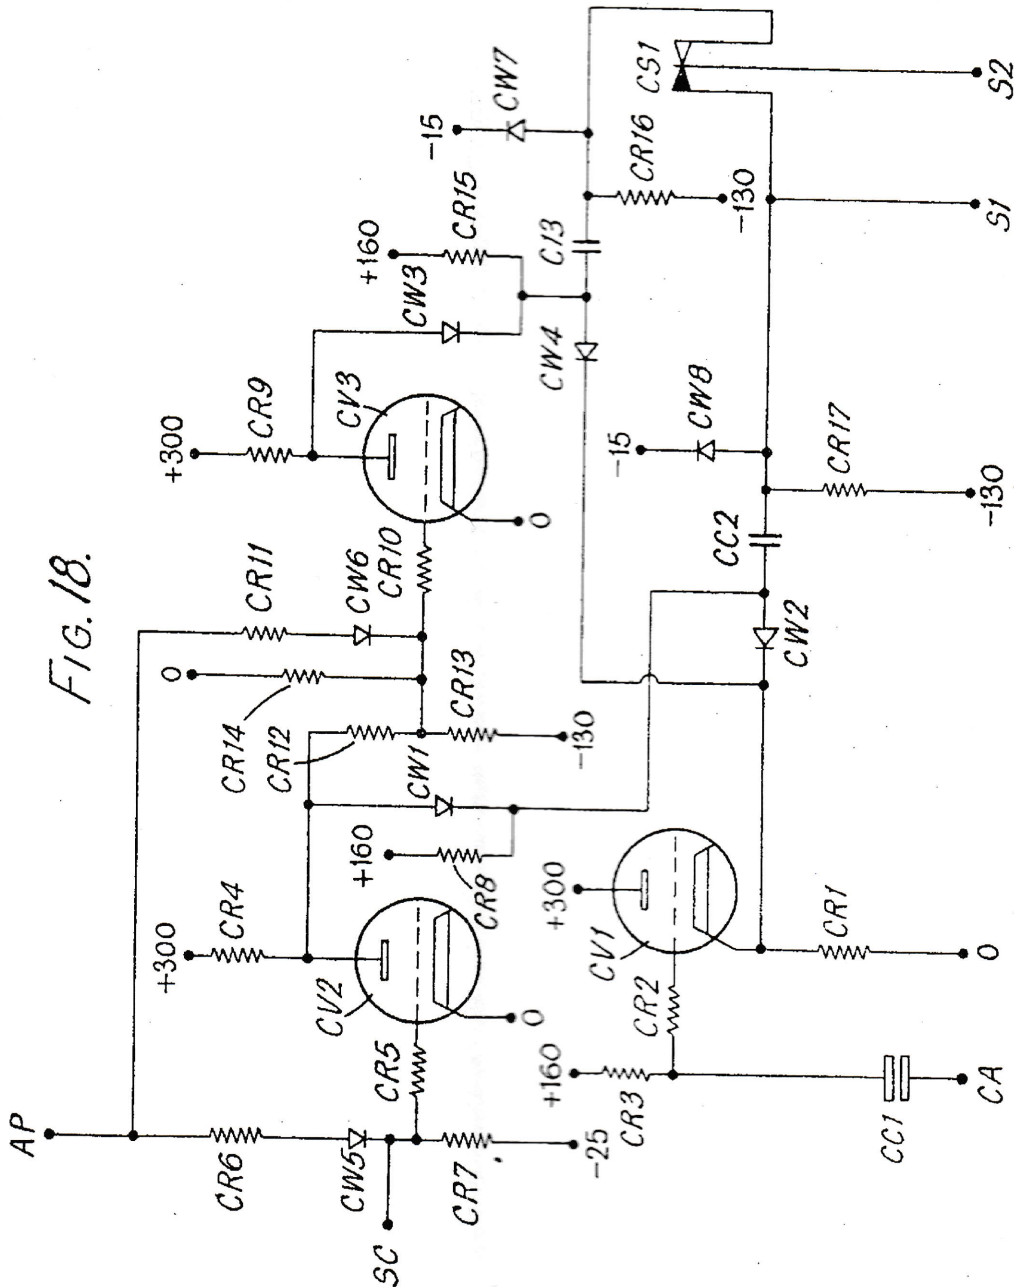 FIG. 18.
AP
CR6
CW5
SC
CR7
-25
CR5
CV2
0
+300
CR4
+160
CR8
CW1
CR12
CR14
0
CR11
CW6
CR13
-130
CR10
CV3
0
+300
CR9
CW3
+160
CR15
-15
CW7
C13
CR16
-130
CW4
CS1
S2
S1
-15
CW8
CR17
-130
CC2
CW2
+300
CV1
CR1
0
CR2
+160
CR3
CC1
CA